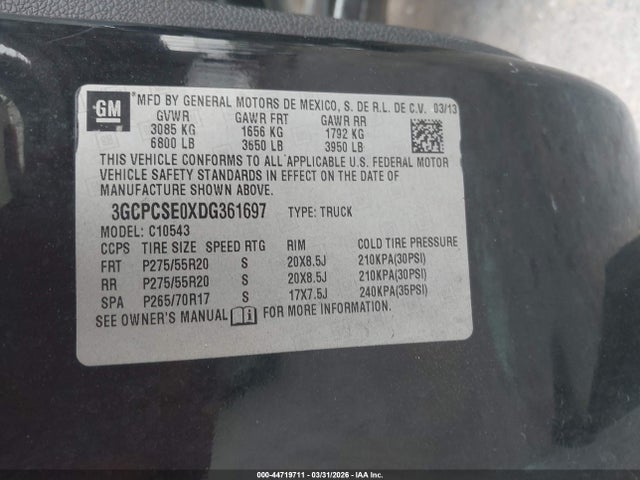 GM
*MFD BY GENERAL MOTORS DE MEXICO, S. DE R.L. DE C.V. 03/13
GVWR GAWR FRT GAWR RR
3085 KG 1656 KG 1792 KG
6800 LB 3650 LB 3950 LB
THIS VEHICLE CONFORMS TO ALL APPLICABLE U.S. FEDERAL MOTOR
VEHICLE SAFETY STANDARDS IN EFFECT ON THE DATE OF
MANUFACTURE SHOWN ABOVE.
3GCPCSE0XDG361697 TYPE: TRUCK
MODEL: C10543
CCPS TIRE SIZE SPEED RTG RIM COLD TIRE PRESSURE
FRT P275/55R20 S 20X8.5J 210KPA(30PSI)
RR P275/55R20 S 20X8.5J 210KPA(30PSI)
SPA P265/70R17 S 17X7.5J 240KPA(35PSI)
SEE OWNER'S MANUAL FOR MORE INFORMATION.
000-44719711 | 03/31/2026 | IAA Inc.